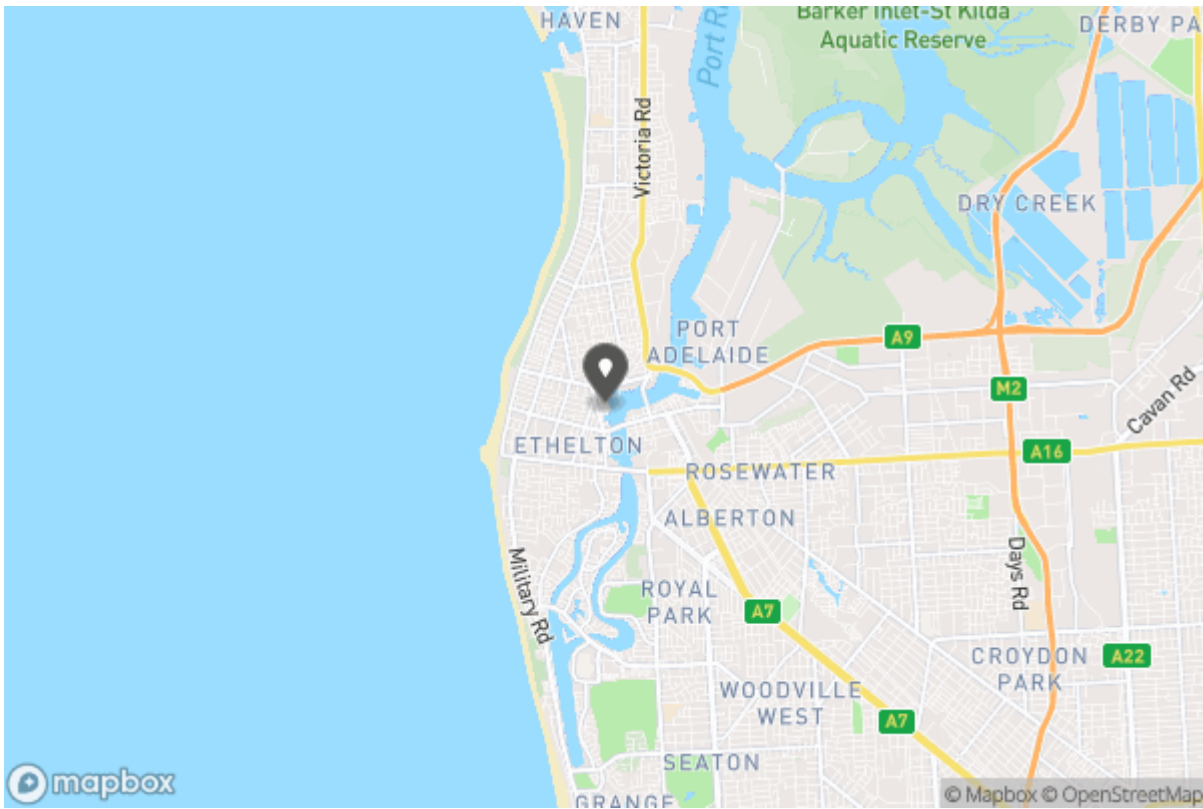 HAVEN
Victoria Rd
Port Ri
Barker Inlet-St Kilda
Aquatic Reserve
DERBY PA
DRY CREEK
PORT
ADELAIDE
A9
M2
Cavan Rd
ETHELTON
A16
ROSEWATER
ALBERTON
Military Rd
Days Rd
ROYAL
PARK
A7
CROYDON
PARK
A22
WOODVILLE
WEST
A7
SEATON
GRANGE
mapbox
© Mapbox © OpenStreetMap